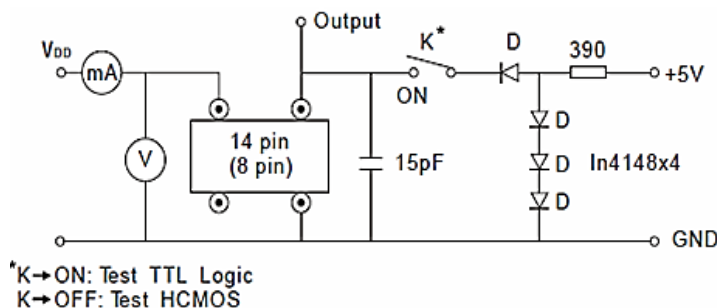 Output
K*
D
390
VDD
mA
+5V
ON
14 pin
(8 pin)
V
15pF
D
D
In4148x4
D
GND
*K→ON: Test TTL Logic
K→OFF: Test HCMOS